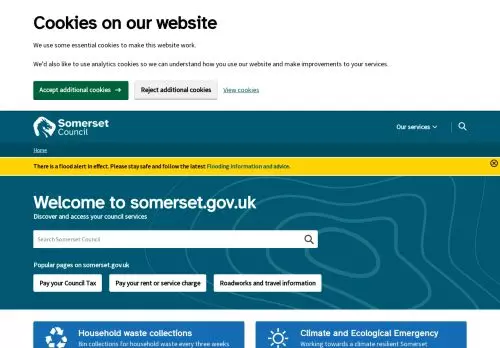 Cookies on our website
We use some essential cookies to make this website work.
We'd also like to use analytics cookies so we can understand how you use our website and make improvements to your services.
Accept additional cookies → Reject additional cookies View cookies
Somerset Council
Our services
Home
There is a flood alert in effect. Please stay safe and follow the latest Flooding information and advice.
Welcome to somerset.gov.uk
Discover and access your council services
Search Somerset Council
Popular pages on somerset.gov.uk
Pay your Council Tax Pay your rent or service charge Roadworks and travel information
Household waste collections
Bin collections for household waste every three weeks
Climate and Ecological Emergency
Working towards a climate resilient Somerset